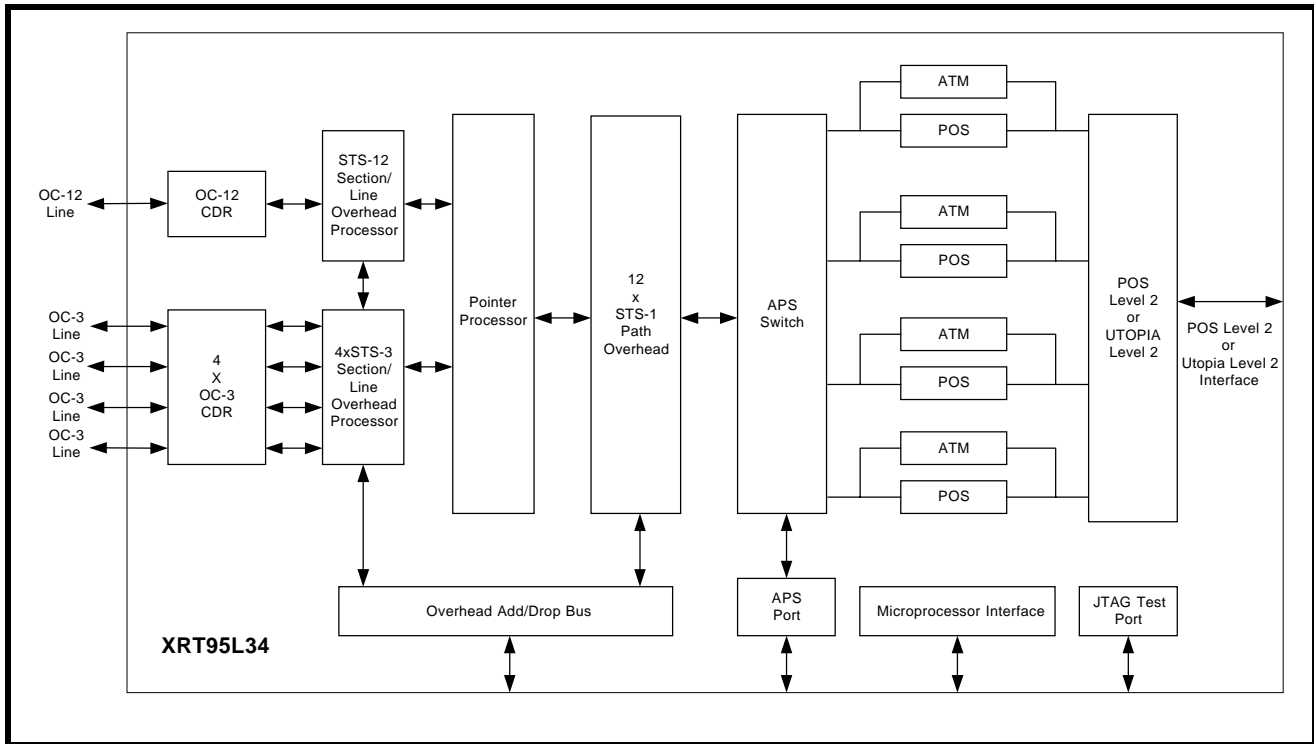 OC-12
Line
OC-12
CDR
STS-12
Section/
Line
Overhead
Processor
OC-3
Line
OC-3
Line
OC-3
Line
OC-3
Line
4
X
OC-3
CDR
4xSTS-3
Section/
Line
Overhead
Processor
Pointer
Processor
12
x
STS-1
Path
Overhead
APS
Switch
ATM
POS
ATM
POS
ATM
POS
ATM
POS
POS
Level 2
or
UTOPIA
Level 2
POS Level 2
or
Utopia Level 2
Interface
Overhead Add/Drop Bus
APS
Port
Microprocessor Interface
JTAG Test
Port
XRT95L34